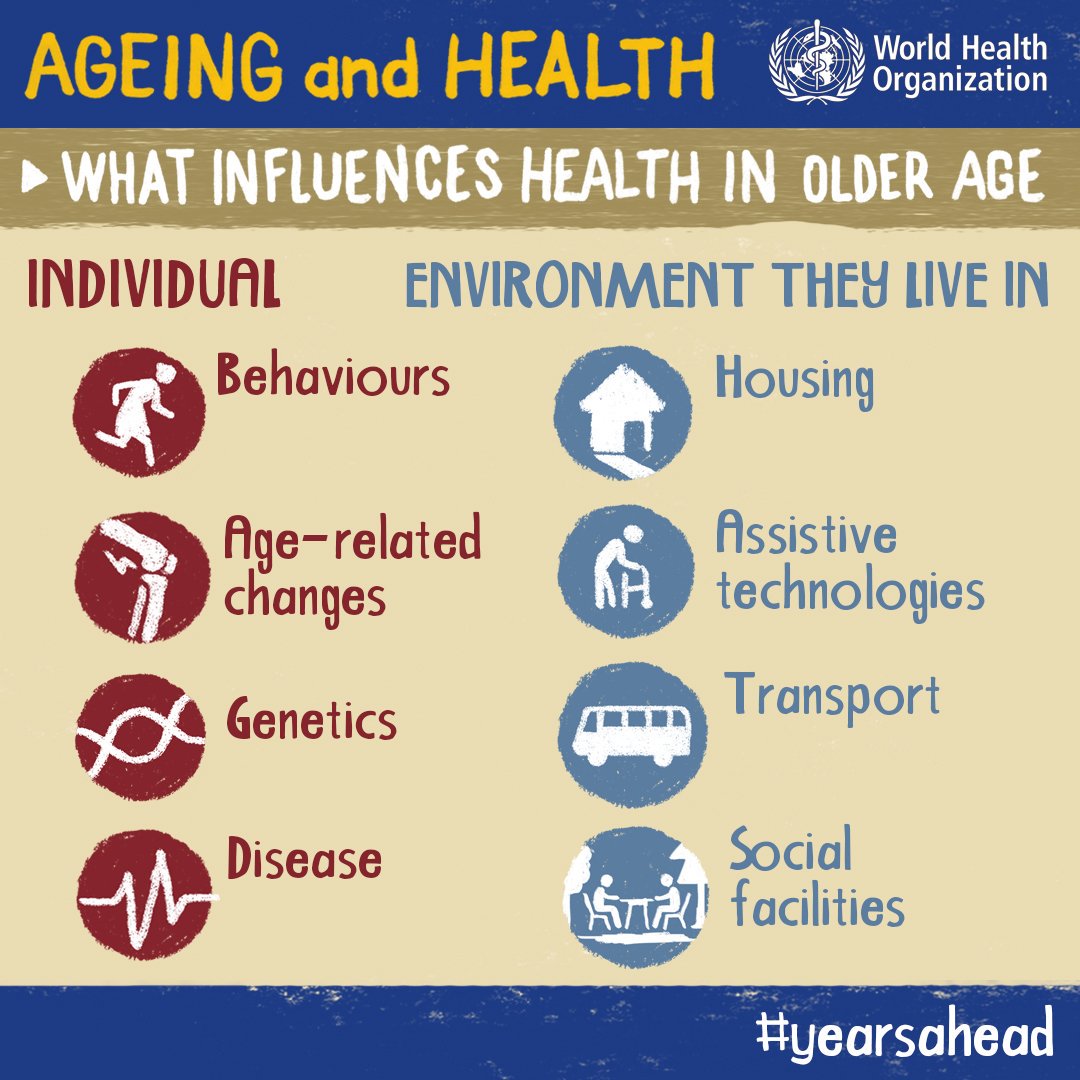 AGEING and HEALTH
World Health
Organization
WHAT INFLUENCES HEALTH IN OLDER AGE
INDIVIDUAL
Behaviours
Age-related
changes
Genetics
Disease
ENVIRONMENT THEY LIVE IN
Housing
Assistive
technologies
Transport
Social
facilities
#yearsahead